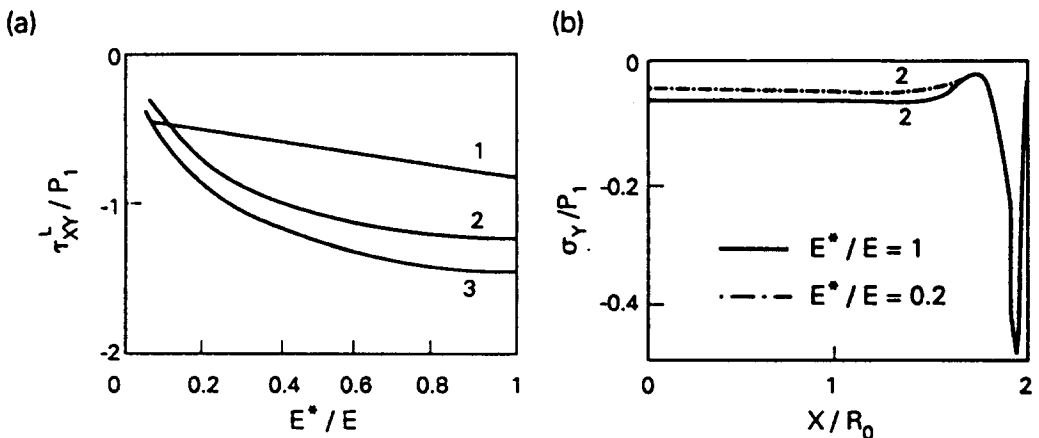 (a)
0
-1
-2
τ^L_XY / P_1
1
2
3
0 0.2 0.4 0.6 0.8 1
E* / E
(b)
0
-0.2
-0.4
σ_Y / P_1
2
2
E* / E = 1
E* / E = 0.2
0 1 2
X / R_0